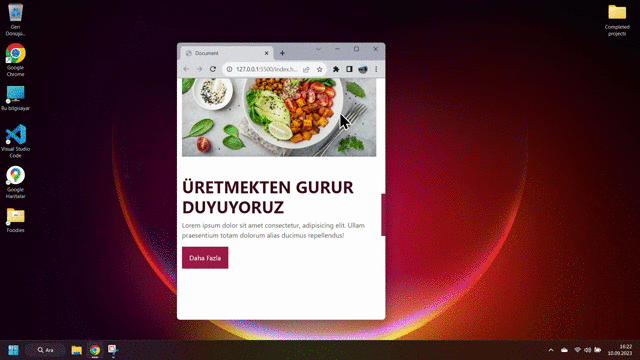 Geri
Dönüşü...
Google
Chrome
Bu bilgisayar
Visual Studio
Code
Google
Haritalar
Foodies
Completed
projects
Document
127.0.0.1:5500/index.h...
ÜRETMEKTEN GURUR
DUYUYORUZ
Lorem ipsum dolor sit amet consectetur, adipisicing elit. Ullam
praesentium totam dolorum alias ducimus repellendus!
Daha Fazla
Ara
16:22
10.09.2023